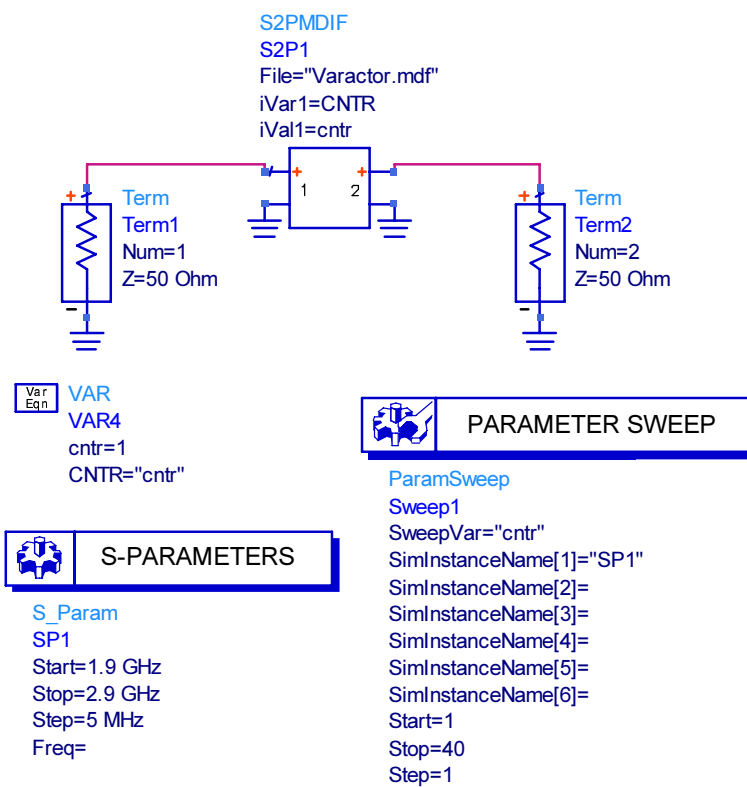 S2PMDIF
S2P1
File="Varactor.mdf"
iVar1=CNTR
iVal1=cntr
+
+
1
2
+
Term
Term1
Num=1
Z=50 Ohm
-
+
Term
Term2
Num=2
Z=50 Ohm
-
Var
Eqn
VAR
VAR4
cntr=1
CNTR="cntr"
PARAMETER SWEEP
ParamSweep
Sweep1
SweepVar="cntr"
SimInstanceName[1]="SP1"
SimInstanceName[2]=
SimInstanceName[3]=
SimInstanceName[4]=
SimInstanceName[5]=
SimInstanceName[6]=
Start=1
Stop=40
Step=1
S-PARAMETERS
S_Param
SP1
Start=1.9 GHz
Stop=2.9 GHz
Step=5 MHz
Freq=